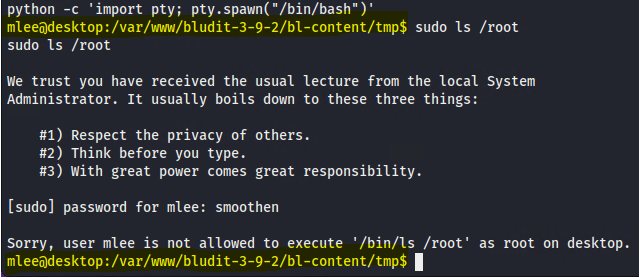 python -c 'import pty; pty.spawn("/bin/bash")'
mlee@desktop:/var/www/bludit-3-9-2/bl-content/tmp$ sudo ls /root
sudo ls /root
We trust you have received the usual lecture from the local System
Administrator. It usually boils down to these three things:
#1) Respect the privacy of others.
#2) Think before you type.
#3) With great power comes great responsibility.
[sudo] password for mlee: smoothen
Sorry, user mlee is not allowed to execute '/bin/ls /root' as root on desktop.
mlee@desktop:/var/www/bludit-3-9-2/bl-content/tmp$